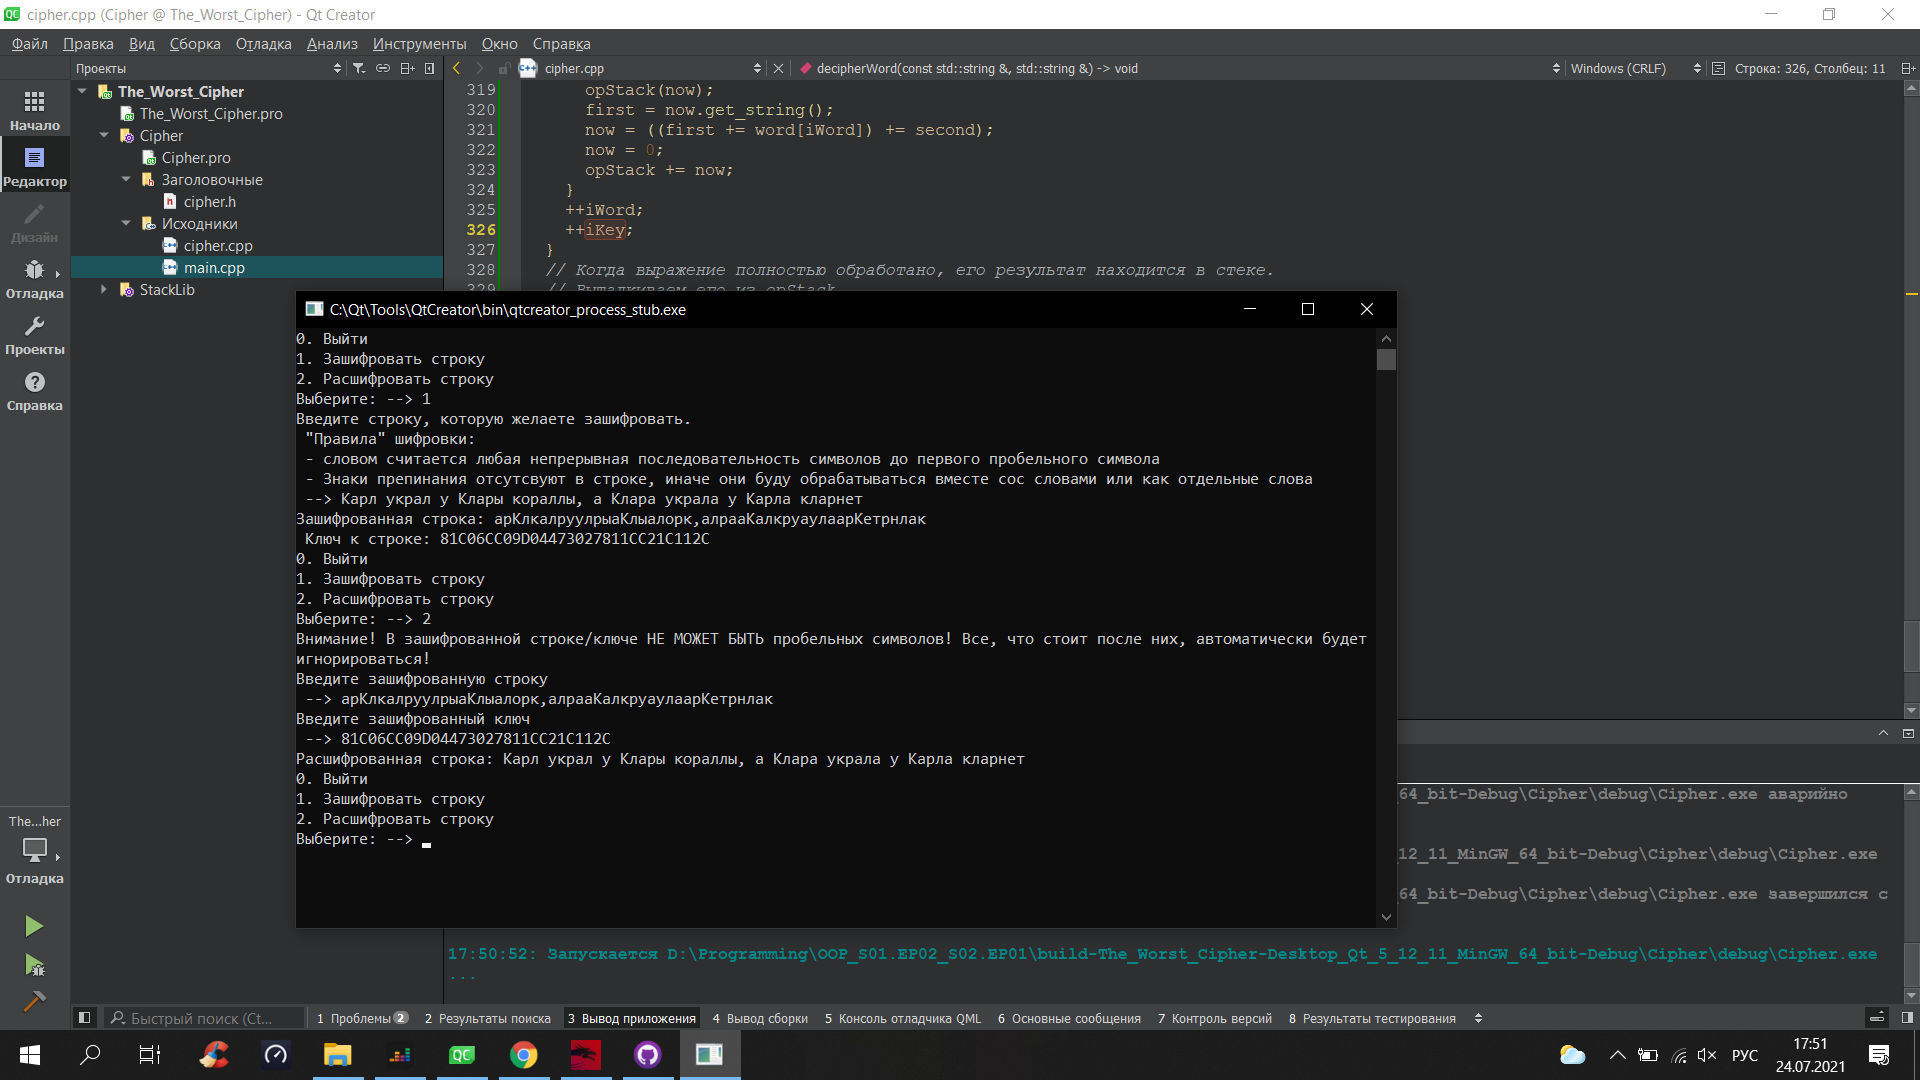 cipher.cpp (Cipher @ The_Worst_Cipher) - Qt Creator
Файл Правка Вид Сборка Отладка Анализ Инструменты Окно Справка
Проекты
cipher.cpp
decipherWord(const std::string &, std::string &) -> void
Windows (CRLF)
Строка: 326, Столбец: 11
Начало
Редактор
Дизайн
Отладка
Проекты
Справка
The_Worst_Cipher
The_Worst_Cipher.pro
Cipher
Cipher.pro
Заголовочные
cipher.h
Исходники
cipher.cpp
main.cpp
StackLib
319 opStack(now);
320 first = now.get_string();
321 now = ((first += word[iWord]) += second);
322 now = 0;
323 opStack += now;
324 }
325 ++iWord;
326 ++iKey;
327 }
328 // Когда выражение полностью обработано, его результат находится в стеке.
C:\Qt\Tools\QtCreator\bin\qtcreator_process_stub.exe
0. Выйти
1. Зашифровать строку
2. Расшифровать строку
Выберите: --> 1
Введите строку, которую желаете зашифровать.
"Правила" шифровки:
- словом считается любая непрерывная последовательность символов до первого пробельного символа
- Знаки препинания отсутсвуют в строке, иначе они буду обрабатываться вместе сос словами или как отдельные слова
--> Карл украл у Клары кораллы, а Клара украла у Карла кларнет
Зашифрованная строка: арКлкалруулрыаКлыалорк,алрааКалкруаулаарКетрнлак
Ключ к строке: 81C06CC09D04473027811CC21C112C
0. Выйти
1. Зашифровать строку
2. Расшифровать строку
Выберите: --> 2
Внимание! В зашифрованной строке/ключе НЕ МОЖЕТ БЫТЬ пробельных символов! Все, что стоит после них, автоматически будет
игнорироваться!
Введите зашифрованную строку
--> арКлкалруулрыаКлыалорк,алрааКалкруаулаарКетрнлак
Введите зашифрованный ключ
--> 81C06CC09D04473027811CC21C112C
Расшифрованная строка: Карл украл у Клары кораллы, а Клара украла у Карла кларнет
0. Выйти
1. Зашифровать строку
2. Расшифровать строку
Выберите: -->
64_bit-Debug\Cipher\debug\Cipher.exe аварийно
12_11_MinGW_64_bit-Debug\Cipher\debug\Cipher.exe
64_bit-Debug\Cipher\debug\Cipher.exe завершился с
17:50:52: Запускается D:\Programming\OOP_S01.EP02_S02.EP01\build-The_Worst_Cipher-Desktop_Qt_5_12_11_MinGW_64_bit-Debug\Cipher\debug\Cipher.exe
...
The...her
Отладка
Быстрый поиск (Ct...
1 Проблемы 2
2 Результаты поиска
3 Вывод приложения
4 Вывод сборки
5 Консоль отладчика QML
6 Основные сообщения
7 Контроль версий
8 Результаты тестирования
QC
РУС
17:51
24.07.2021